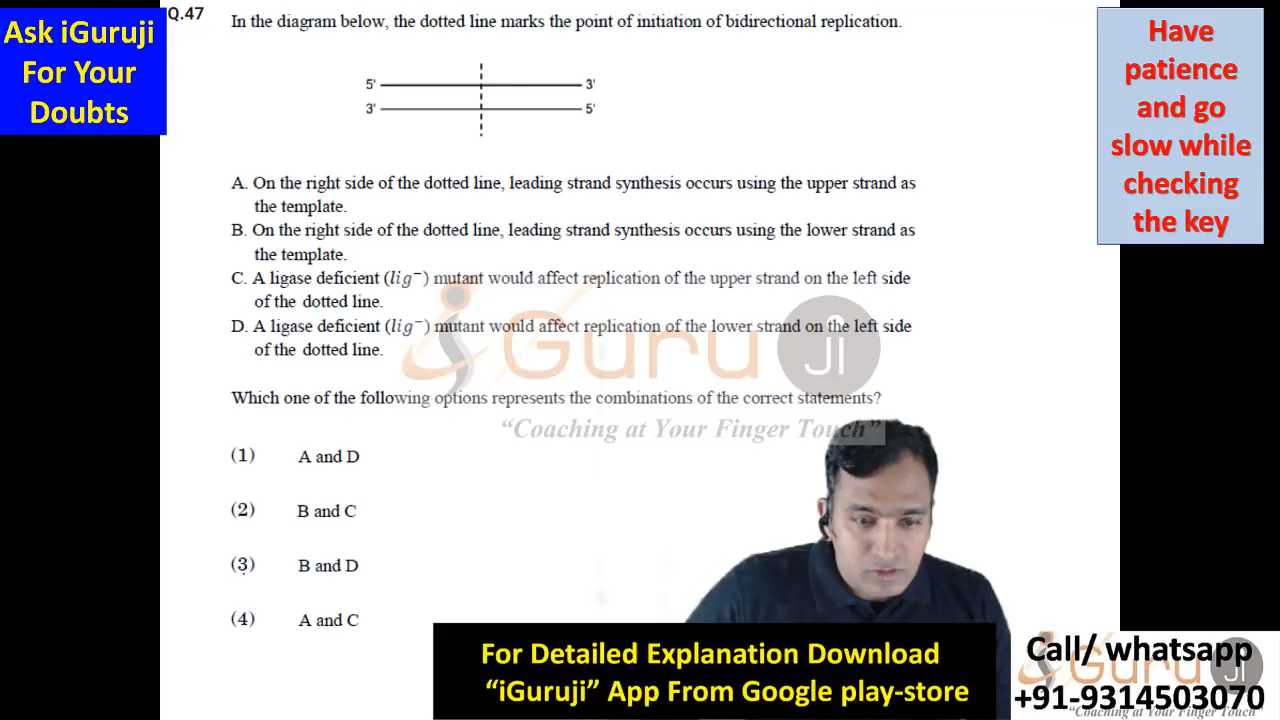 Q.47
In the diagram below, the dotted line marks the point of initiation of bidirectional replication.
5' 3'
3' 5'
A. On the right side of the dotted line, leading strand synthesis occurs using the upper strand as
the template.
B. On the right side of the dotted line, leading strand synthesis occurs using the lower strand as
the template.
C. A ligase deficient (lig⁻) mutant would affect replication of the upper strand on the left side
of the dotted line.
D. A ligase deficient (lig⁻) mutant would affect replication of the lower strand on the left side
of the dotted line.
Which one of the following options represents the combinations of the correct statements?
(1) A and D
(2) B and C
(3) B and D
(4) A and C
Ask iGuruji
For Your
Doubts
Have
patience
and go
slow while
checking
the key
iGuru Ji
“Coaching at Your Finger Touch”
For Detailed Explanation Download
“iGuruji” App From Google play-store
Call/ whatsapp
+91-9314503070
“Coaching at Your Finger Touch”